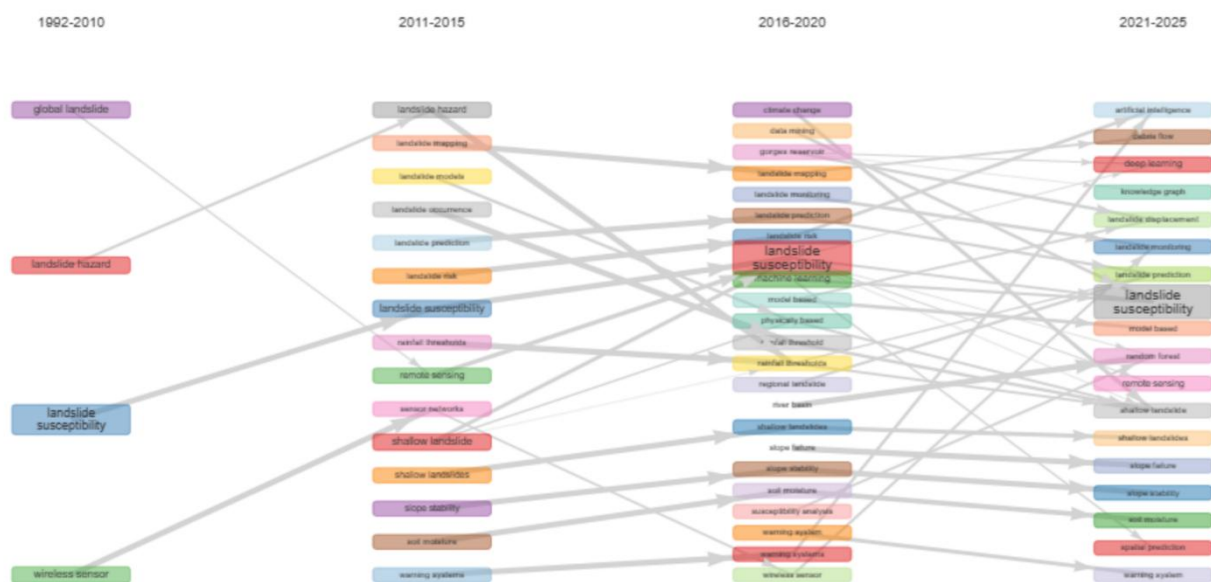 1992-2010
2011-2015
2016-2020
2021-2025
global landslide
landslide hazard
landslide
susceptibility
wireless sensor
landslide hazard
landslide mapping
landslide models
landslide occurrence
landslide prediction
landslide risk
landslide susceptibility
rainfall thresholds
remote sensing
sensor networks
shallow landslide
shallow landslides
slope stability
soil moisture
warning systems
climate change
data mining
gorges reservoir
landslide mapping
landslide monitoring
landslide prediction
landslide risk
landslide
susceptibility
machine learning
model based
physically based
rainfall threshold
rainfall thresholds
regional landslide
river basin
shallow landslides
slope failure
slope stability
soil moisture
susceptibility analysis
warning system
warning systems
wireless sensor
artificial intelligence
debris flow
deep learning
knowledge graph
landslide displacement
landslide monitoring
landslide prediction
landslide
susceptibility
model based
random forest
remote sensing
shallow landslide
shallow landslides
slope failure
slope stability
soil moisture
spatial prediction
warning system